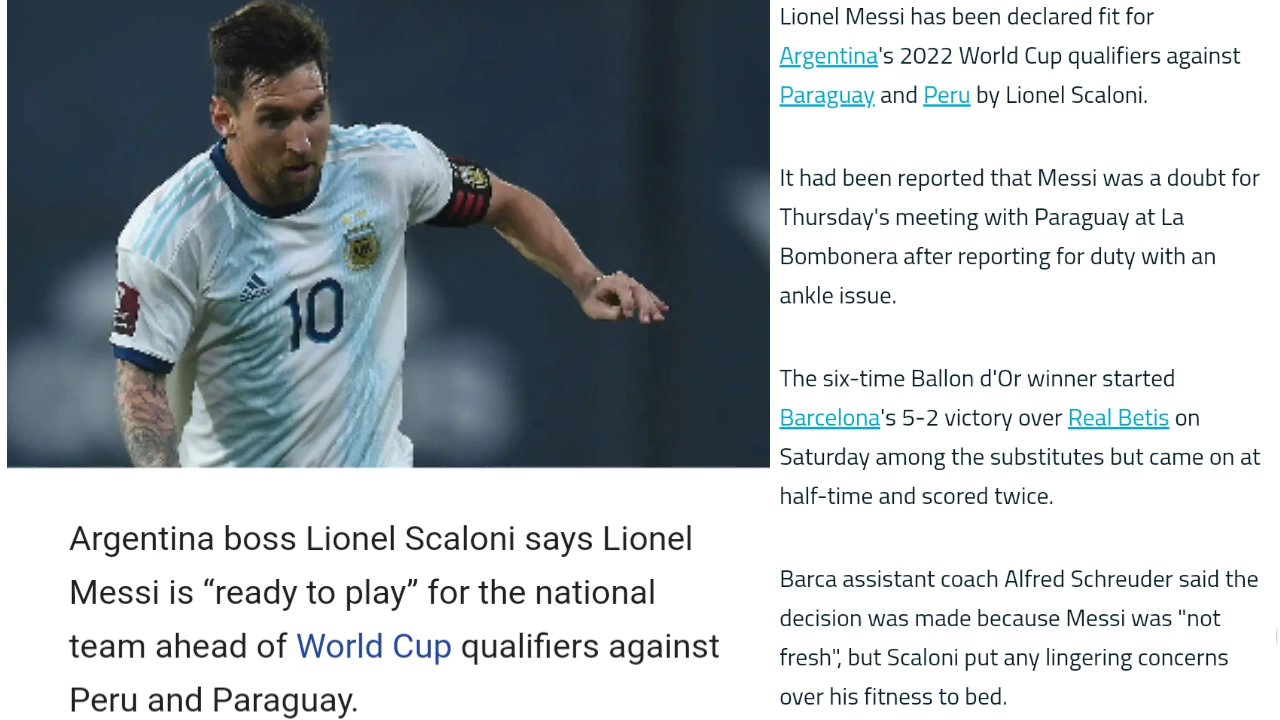 10
Argentina boss Lionel Scaloni says Lionel
Messi is “ready to play” for the national
team ahead of World Cup qualifiers against
Peru and Paraguay.
Lionel Messi has been declared fit for
Argentina's 2022 World Cup qualifiers against
Paraguay and Peru by Lionel Scaloni.
It had been reported that Messi was a doubt for
Thursday's meeting with Paraguay at La
Bombonera after reporting for duty with an
ankle issue.
The six-time Ballon d'Or winner started
Barcelona's 5-2 victory over Real Betis on
Saturday among the substitutes but came on at
half-time and scored twice.
Barca assistant coach Alfred Schreuder said the
decision was made because Messi was "not
fresh", but Scaloni put any lingering concerns
over his fitness to bed.